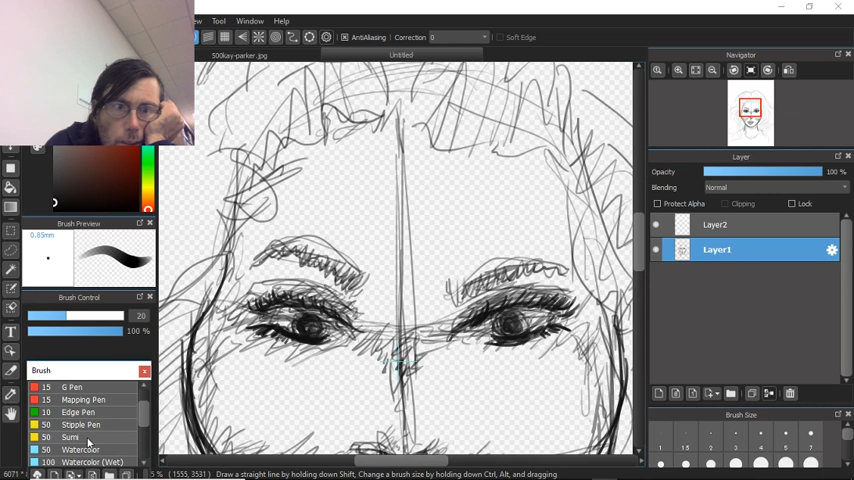 Tool Window Help
AntiAliasing Correction 0 Soft Edge
500kay-parker.jpg Untitled
Navigator
Layer
Opacity 100 %
Blending Normal
Protect Alpha Clipping Lock
Layer2
Layer1
Brush Preview
0.85mm
Brush Control
20
100 %
Brush
15 G Pen
15 Mapping Pen
10 Edge Pen
50 Stipple Pen
50 Sumi
50 Watercolor
100 Watercolor (Wet)
Brush Size
1 1.5 2 3 4 5 7
(1555, 3531) Draw a straight line by holding down Shift, Change a brush size by holding down Ctrl, Alt, and dragging